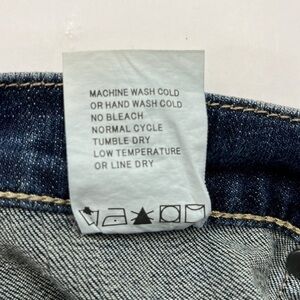 MACHINE WASH COLD
OR HAND WASH COLD
NO BLEACH
NORMAL CYCLE
TUMBLE DRY
LOW TEMPERATURE
OR LINE DRY